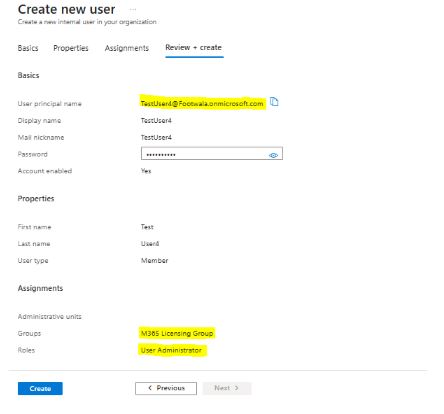 Create new user ...
Create a new internal user in your organization
Basics Properties Assignments Review + create
Basics
User principal name TestUser4@Footwala.onmicrosoft.com
Display name TestUser4
Mail nickname TestUser4
Password ••••••••••
Account enabled Yes
Properties
First name Test
Last name User4
User type Member
Assignments
Administrative units
Groups M365 Licensing Group
Roles User Administrator
Create < Previous Next >